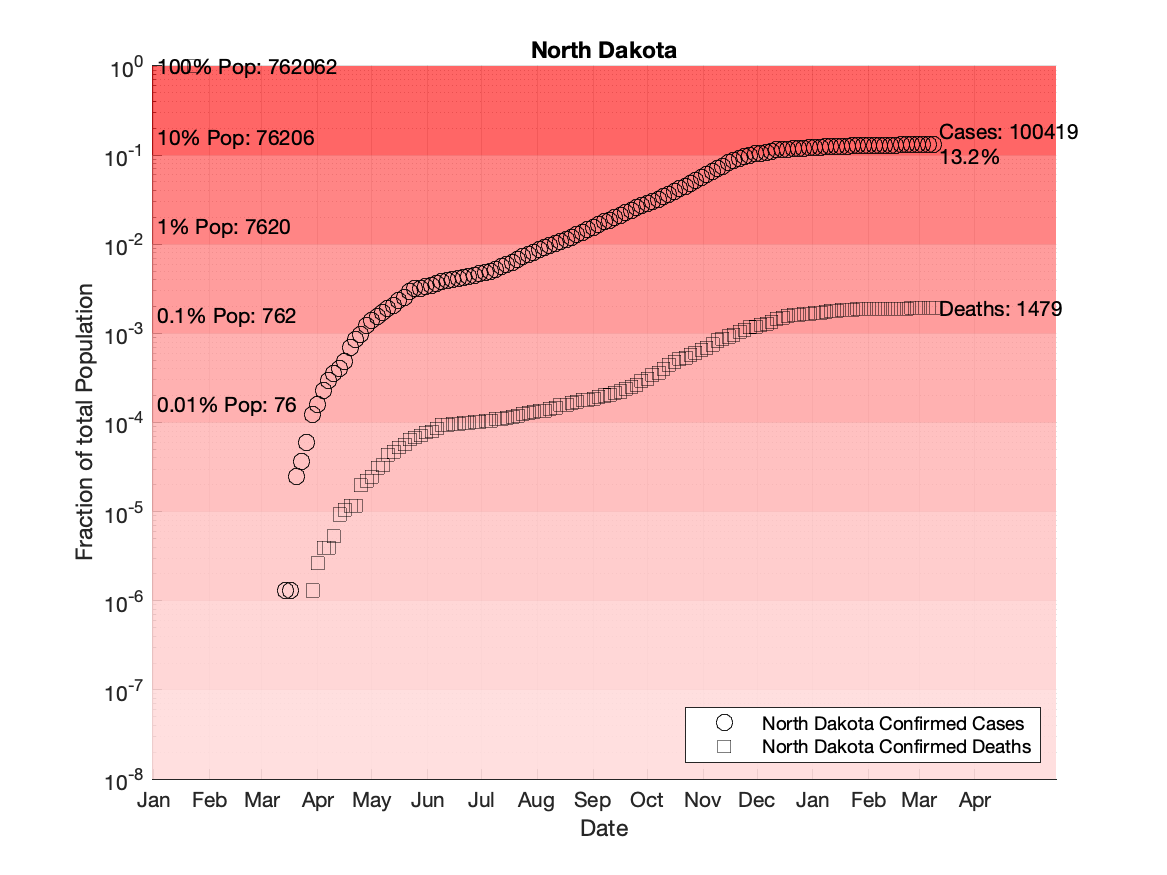 North Dakota
10^0
100% Pop: 762062
10% Pop: 76206
Cases: 100419
13.2%
10^-1
1% Pop: 7620
10^-2
0.1% Pop: 762
Deaths: 1479
10^-3
0.01% Pop: 76
10^-4
10^-5
10^-6
10^-7
10^-8
Fraction of total Population
North Dakota Confirmed Cases
North Dakota Confirmed Deaths
Jan Feb Mar Apr May Jun Jul Aug Sep Oct Nov Dec Jan Feb Mar Apr
Date